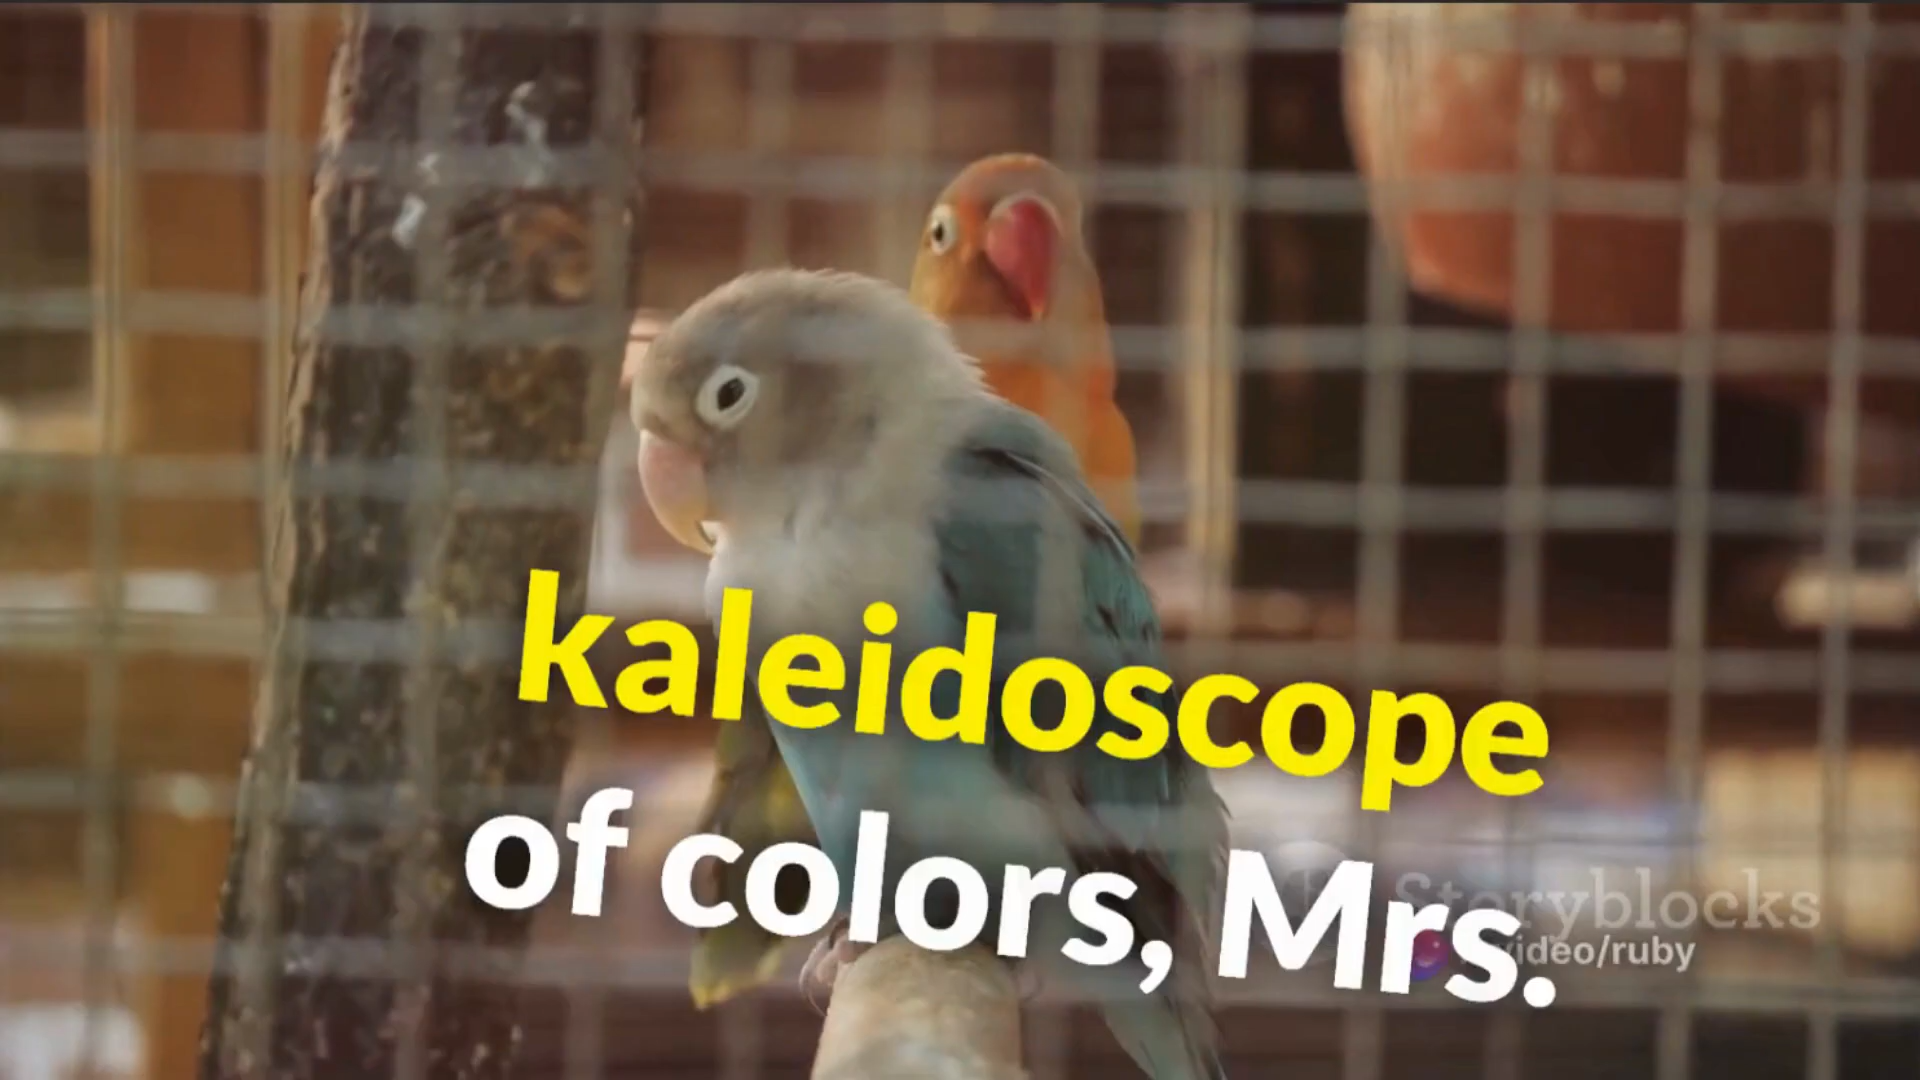 kaleidoscope
of colors, Mrs.
Storyblocks
video/ruby